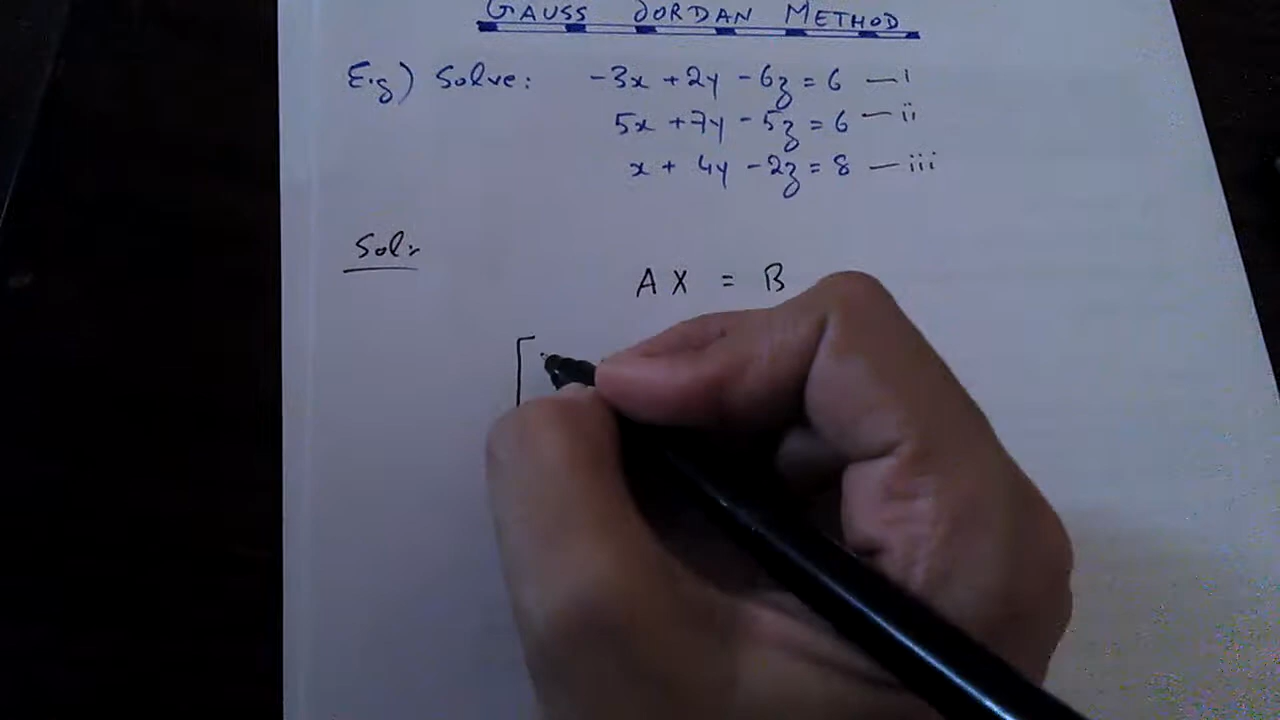 GAUSS JORDAN METHOD
E.g) Solve: -3x + 2y - 6z = 6 — i
5x + 7y - 5z = 6 — ii
x + 4y - 2z = 8 — iii
Sol:
A X = B
[